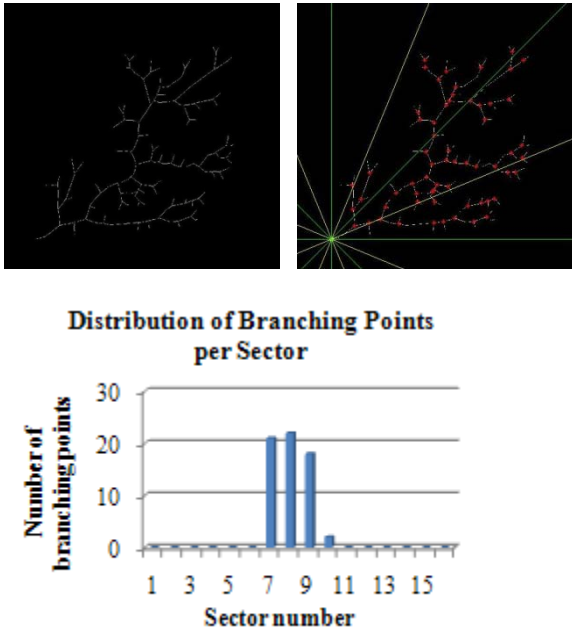 Distribution of Branching Points
per Sector
30
20
10
0
Number of
branching points
1 3 5 7 9 11 13 15
Sector number